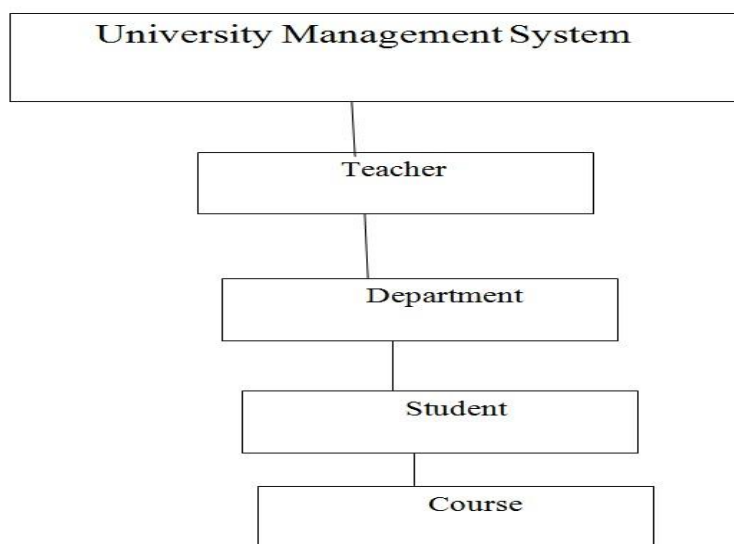 University Management System
Teacher
Department
Student
Course